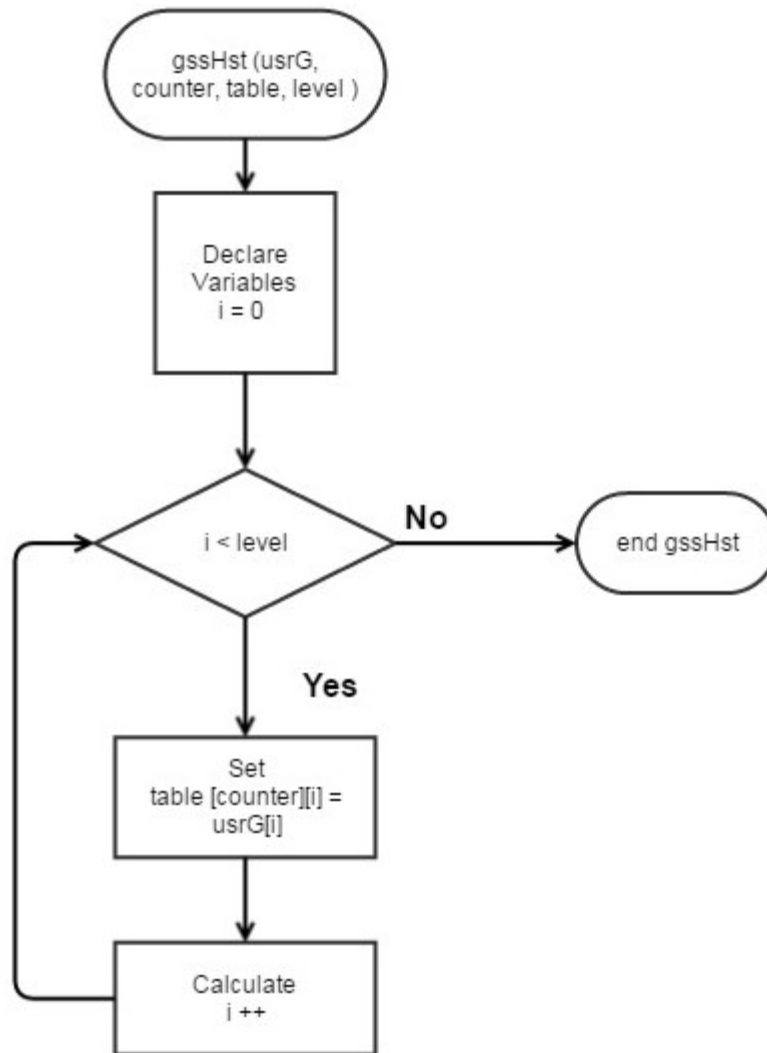 gssHst (usrG,
counter, table, level )
Declare
Variables
i = 0
i < level
No
end gssHst
Yes
Set
table [counter][i] =
usrG[i]
Calculate
i ++